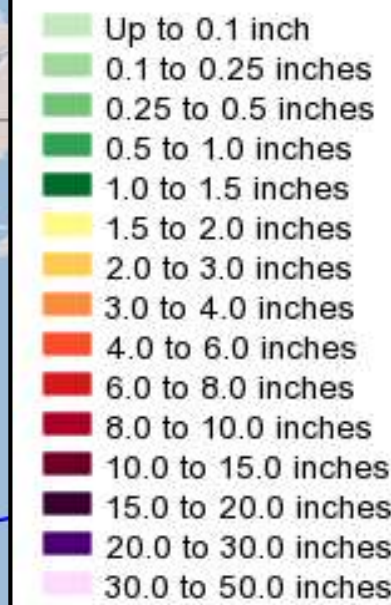 Up to 0.1 inch
0.1 to 0.25 inches
0.25 to 0.5 inches
0.5 to 1.0 inches
1.0 to 1.5 inches
1.5 to 2.0 inches
2.0 to 3.0 inches
3.0 to 4.0 inches
4.0 to 6.0 inches
6.0 to 8.0 inches
8.0 to 10.0 inches
10.0 to 15.0 inches
15.0 to 20.0 inches
20.0 to 30.0 inches
30.0 to 50.0 inches